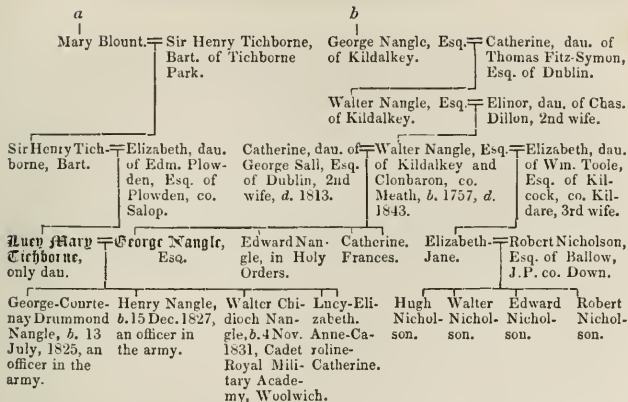 a
b
Mary Blount.
Sir Henry Tichborne,
Bart. of Tichborne
Park.
George Nangle, Esq.
of Kildalkey.
Catherine, dau. of
Thomas Fitz-Symon,
Esq. of Dublin.
Walter Nangle, Esq.
of Kildalkey.
Elinor, dau. of Chas.
Dillon, 2nd wife.
Sir Henry Tich-
borne, Bart.
Elizabeth, dau.
of Edm. Plow-
den, Esq. of
Plowden, co.
Salop.
Catherine, dau. of
George Sall, Esq.
of Dublin, 2nd
wife, d. 1813.
Walter Nangle, Esq.
of Kildalkey and
Clonbaron, co.
Meath, b. 1757, d.
1843.
Elizabeth, dau.
of Wm. Toole,
Esq. of Kil-
cock, co. Kil-
dare, 3rd wife.
Lucy Mary
Tichborne,
only dau.
George Nangle,
Esq.
Edward Nan-
gle, in Holy
Orders.
Catherine.
Frances.
Elizabeth-
Jane.
Robert Nicholson,
Esq. of Ballow,
J.P. co. Down.
George-Courte-
nay Drummond
Nangle, b. 13
July, 1825, an
officer in the
army.
Henry Nangle,
b. 15 Dec. 1827,
an officer in
the army.
Walter Chi-
dioch Nan-
gle, b. 4 Nov.
1831, Cadet
Royal Mili-
tary Acade-
my, Woolwich.
Lucy-Eli-
zabeth.
Anne-Ca-
roline-
Catherine.
Hugh
Nichol-
son.
Walter
Nichol-
son.
Edward
Nichol-
son.
Robert
Nichol-
son.